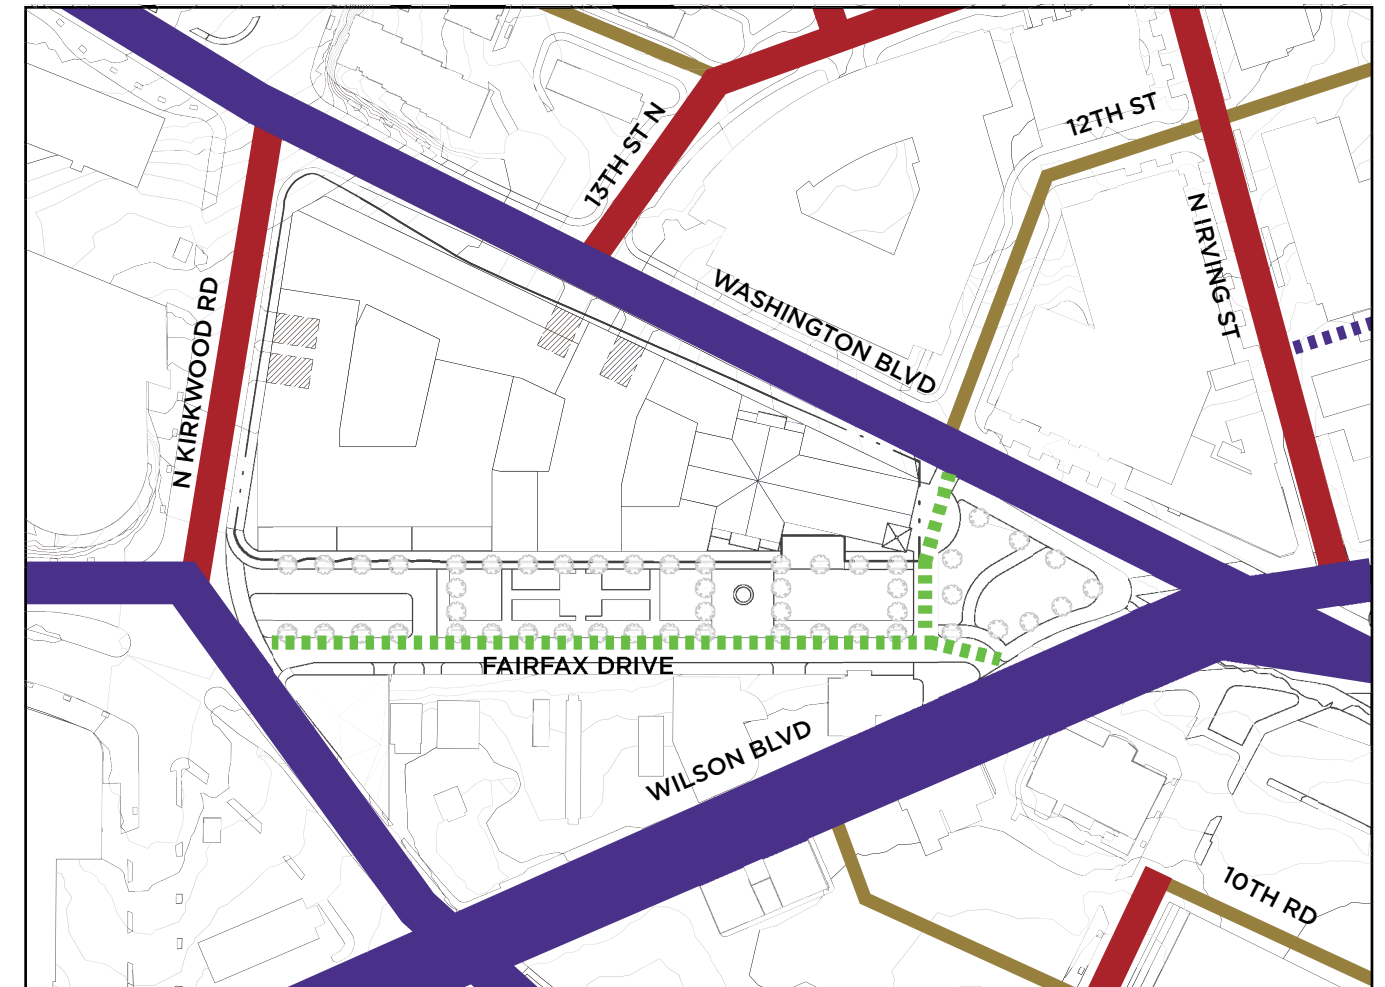 13TH ST N
12TH ST
N IRVING ST
WASHINGTON BLVD
N KIRKWOOD RD
FAIRFAX DRIVE
WILSON BLVD
10TH RD